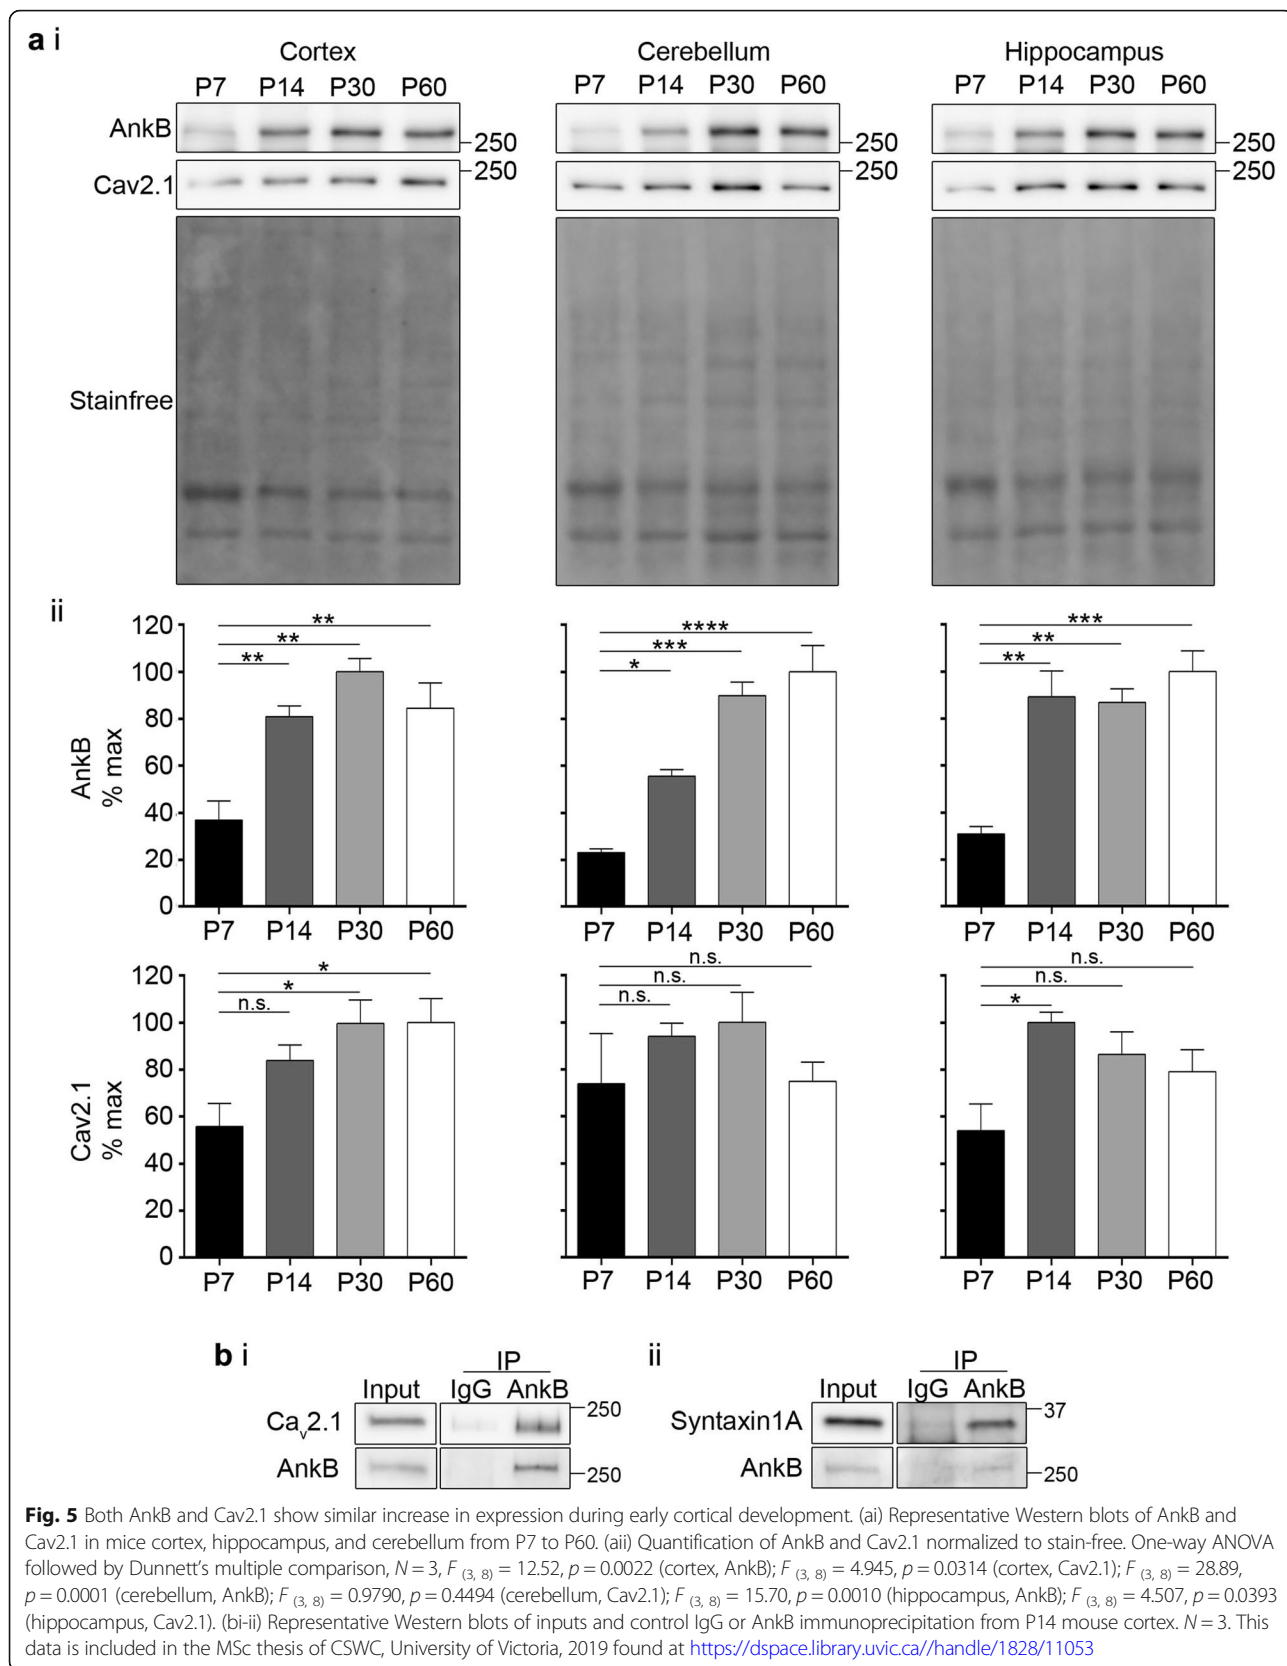 a i
Cortex Cerebellum Hippocampus
P7 P14 P30 P60 P7 P14 P30 P60 P7 P14 P30 P60
AnkB 250 250 250
Cav2.1 250 250 250
Stainfree
ii
AnkB
% max
120
100
80
60
40
20
0
** ** **
* *** ****
** ** ***
P7 P14 P30 P60 P7 P14 P30 P60 P7 P14 P30 P60
Cav2.1
% max
120
100
80
60
40
20
0
n.s. * *
n.s. n.s. n.s.
* n.s. n.s.
P7 P14 P30 P60 P7 P14 P30 P60 P7 P14 P30 P60
b i
IP
Input IgG AnkB
Cav2.1 250
AnkB 250
ii
IP
Input IgG AnkB
Syntaxin1A 37
AnkB 250
Fig. 5 Both AnkB and Cav2.1 show similar increase in expression during early cortical development. (ai) Representative Western blots of AnkB and
Cav2.1 in mice cortex, hippocampus, and cerebellum from P7 to P60. (aii) Quantification of AnkB and Cav2.1 normalized to stain-free. One-way ANOVA
followed by Dunnett's multiple comparison, N = 3, F (3, 8) = 12.52, p = 0.0022 (cortex, AnkB); F (3, 8) = 4.945, p = 0.0314 (cortex, Cav2.1); F (3, 8) = 28.89,
p = 0.0001 (cerebellum, AnkB); F (3, 8) = 0.9790, p = 0.4494 (cerebellum, Cav2.1); F (3, 8) = 15.70, p = 0.0010 (hippocampus, AnkB); F (3, 8) = 4.507, p = 0.0393
(hippocampus, Cav2.1). (bi-ii) Representative Western blots of inputs and control IgG or AnkB immunoprecipitation from P14 mouse cortex. N = 3. This
data is included in the MSc thesis of CSWC, University of Victoria, 2019 found at https://dspace.library.uvic.ca//handle/1828/11053